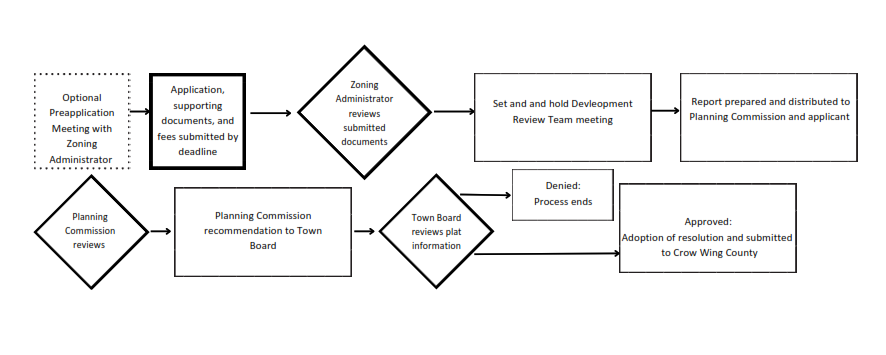 Optional
Preapplication
Meeting with
Zoning
Administrator
Application,
supporting
documents, and
fees submitted by
deadline
Zoning
Administrator
reviews
submitted
documents
Set and and hold Devleopment
Review Team meeting
Report prepared and distributed to
Planning Commission and applicant
Planning
Commission
reviews
Planning Commission
recommendation to Town
Board
Town Board
reviews plat
information
Denied:
Process ends
Approved:
Adoption of resolution and submitted
to Crow Wing County